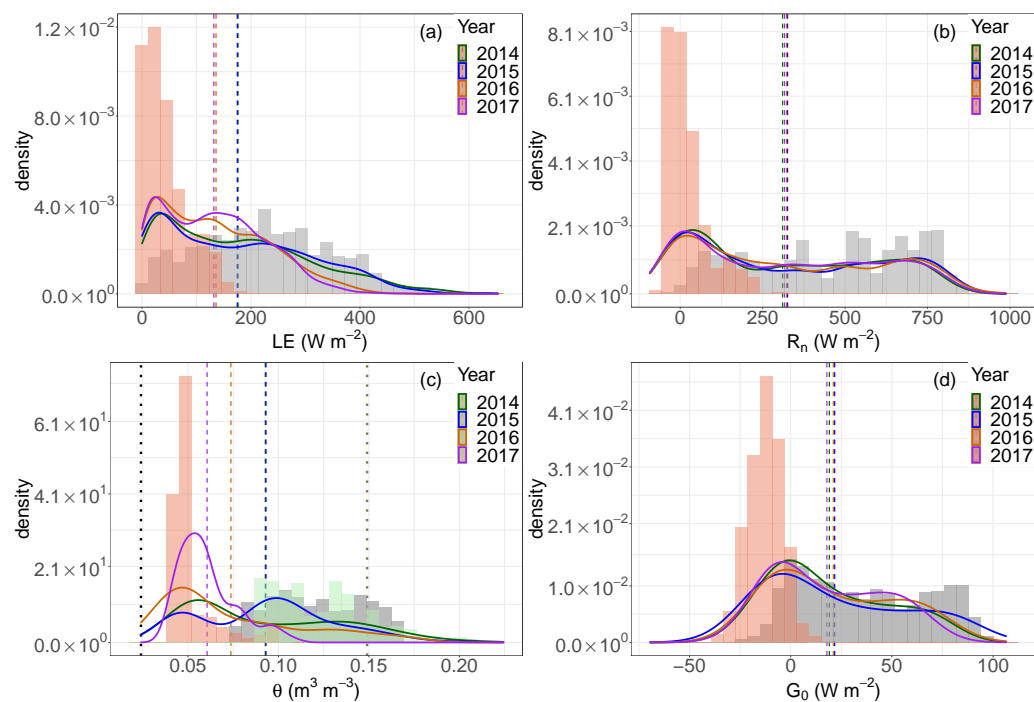 (a)
Year
2014
2015
2016
2017
1.2 × 10⁻²
8.0 × 10⁻³
4.0 × 10⁻³
0.0 × 10⁰
density
0 200 400 600
LE (W m⁻²)
(b)
Year
2014
2015
2016
2017
8.1 × 10⁻³
6.1 × 10⁻³
4.1 × 10⁻³
2.0 × 10⁻³
0.0 × 10⁰
density
0 250 500 750 1000
Rₙ (W m⁻²)
(c)
Year
2014
2015
2016
2017
6.1 × 10¹
4.1 × 10¹
2.0 × 10¹
0.0 × 10⁰
density
0.05 0.10 0.15 0.20
θ (m³ m⁻³)
(d)
Year
2014
2015
2016
2017
4.1 × 10⁻²
3.1 × 10⁻²
2.0 × 10⁻²
1.0 × 10⁻²
0.0 × 10⁰
density
−50 0 50 100
G₀ (W m⁻²)